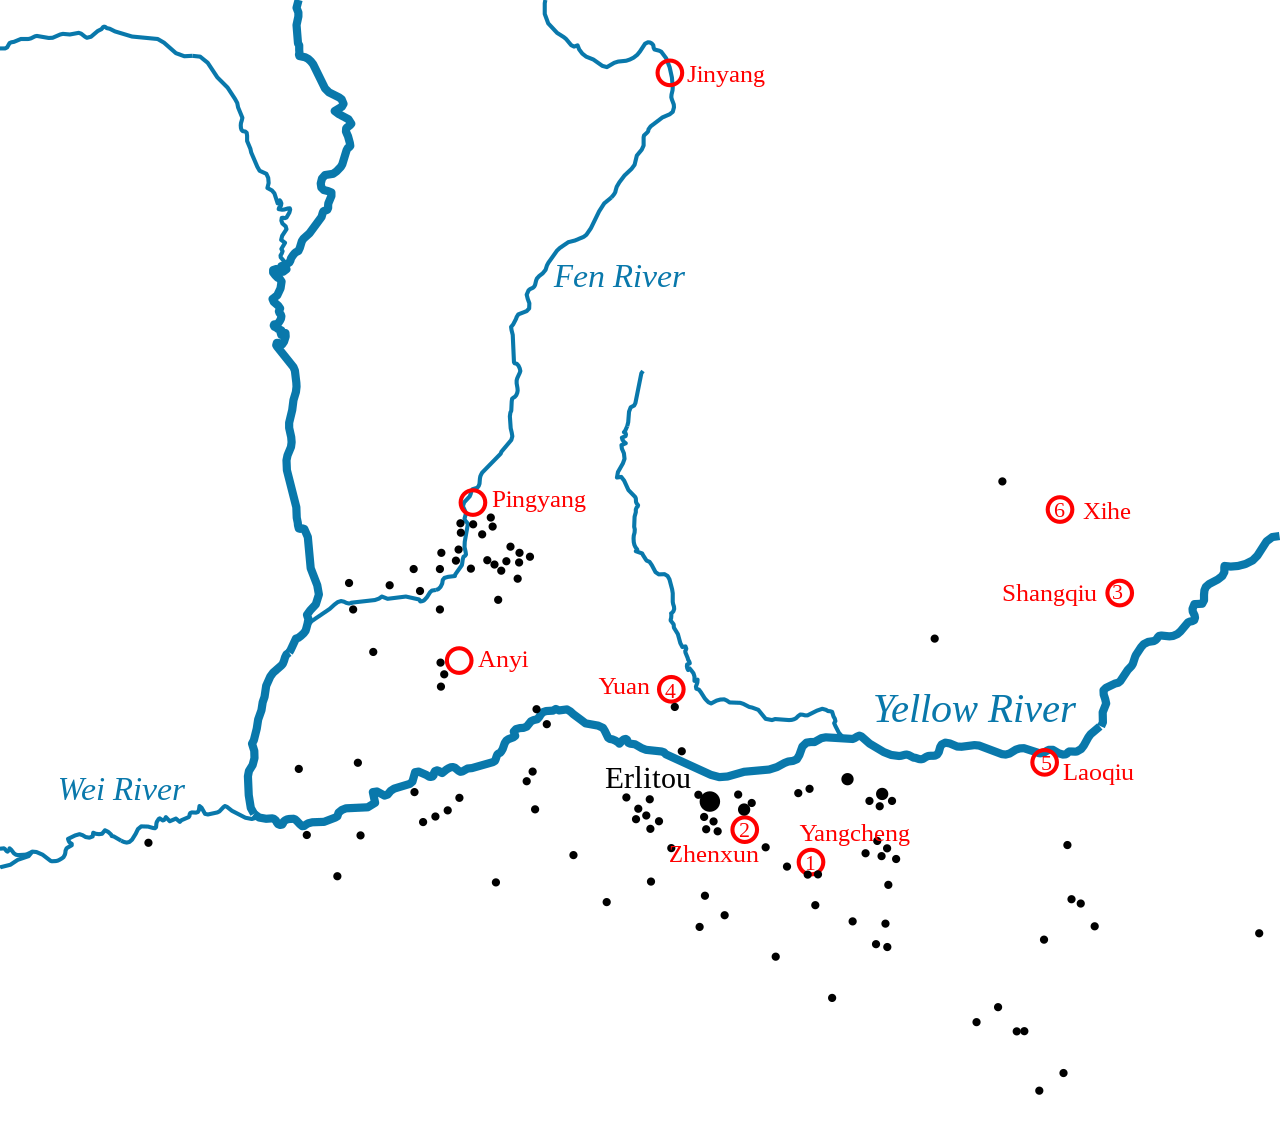 Jinyang
Fen River
Pingyang
6 Xihe
Shangqiu 3
Anyi
Yuan 4
Yellow River
5
Laoqiu
Wei River
Erlitou
2
Yangcheng
Zhenxun
1